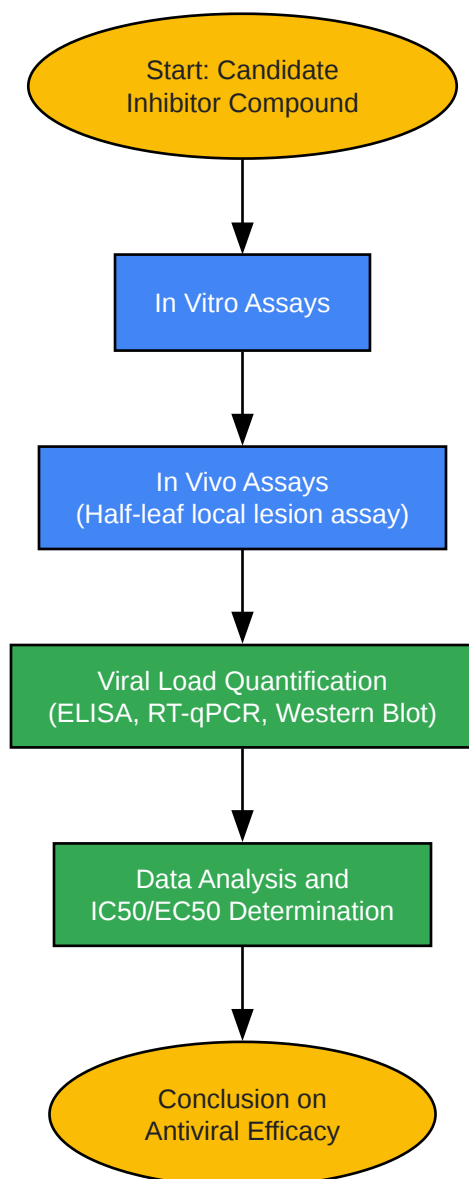 Start: Candidate
Inhibitor Compound
In Vitro Assays
In Vivo Assays
(Half-leaf local lesion assay)
Viral Load Quantification
(ELISA, RT-qPCR, Western Blot)
Data Analysis and
IC50/EC50 Determination
Conclusion on
Antiviral Efficacy